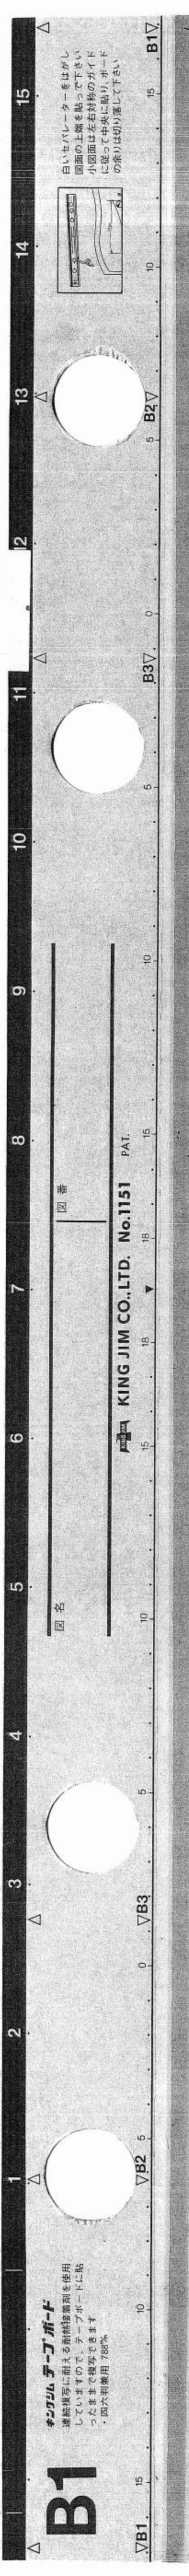 1 2 3 4 5 6 7 8 9 10 11 12 13 14 15
B1
キングジム テープボード
連続複写に耐える耐熱接着剤を使用
していますので、テープボードに貼
ったままで複写できます
・四六判兼用 788%
図名
図番
KING JIM CO.,LTD. No.1151 PAT.
白いセパレーターをはがし
図面の上端を貼って下さい
小図面は左右対称のガイド
に従って中央に貼り、ボード
の余りは切り落して下さい
▽B1 15 10 ▽B2 5 0 ▽B3 5 10 15 18 ▼ 18 15 10 5 B3▽ 0 5 B2▽ 10 15 B1▽